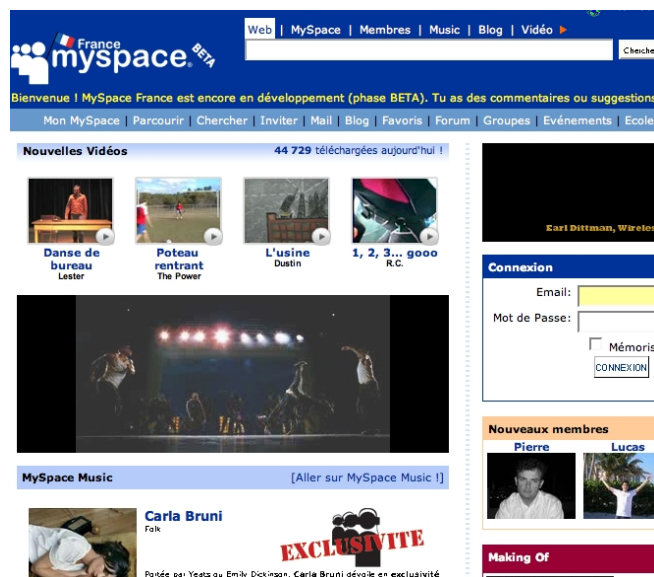 Web | MySpace | Membres | Music | Blog | Vidéo
France
myspace. BETA
Bienvenue ! MySpace France est encore en développement (phase BETA). Tu as des commentaires ou suggestions
Mon MySpace | Parcourir | Chercher | Inviter | Mail | Blog | Favoris | Forum | Groupes | Evénements | Ecole
Nouvelles Vidéos
44 729 téléchargées aujourd'hui !
Danse de
bureau
Lester
Poteau
rentrant
The Power
L'usine
Dustin
1, 2, 3... gooo
R.C.
Earl Dittman, Wireles
Connexion
Email:
Mot de Passe:
Mémoris
CONNEXION
Nouveaux membres
Pierre
Lucas
MySpace Music
[Aller sur MySpace Music !]
Carla Bruni
Folk
EXCLUSIVITE
Portée par Yeats ou Emily Dickinson, Carla Bruni dévoile en exclusivité
Making Of